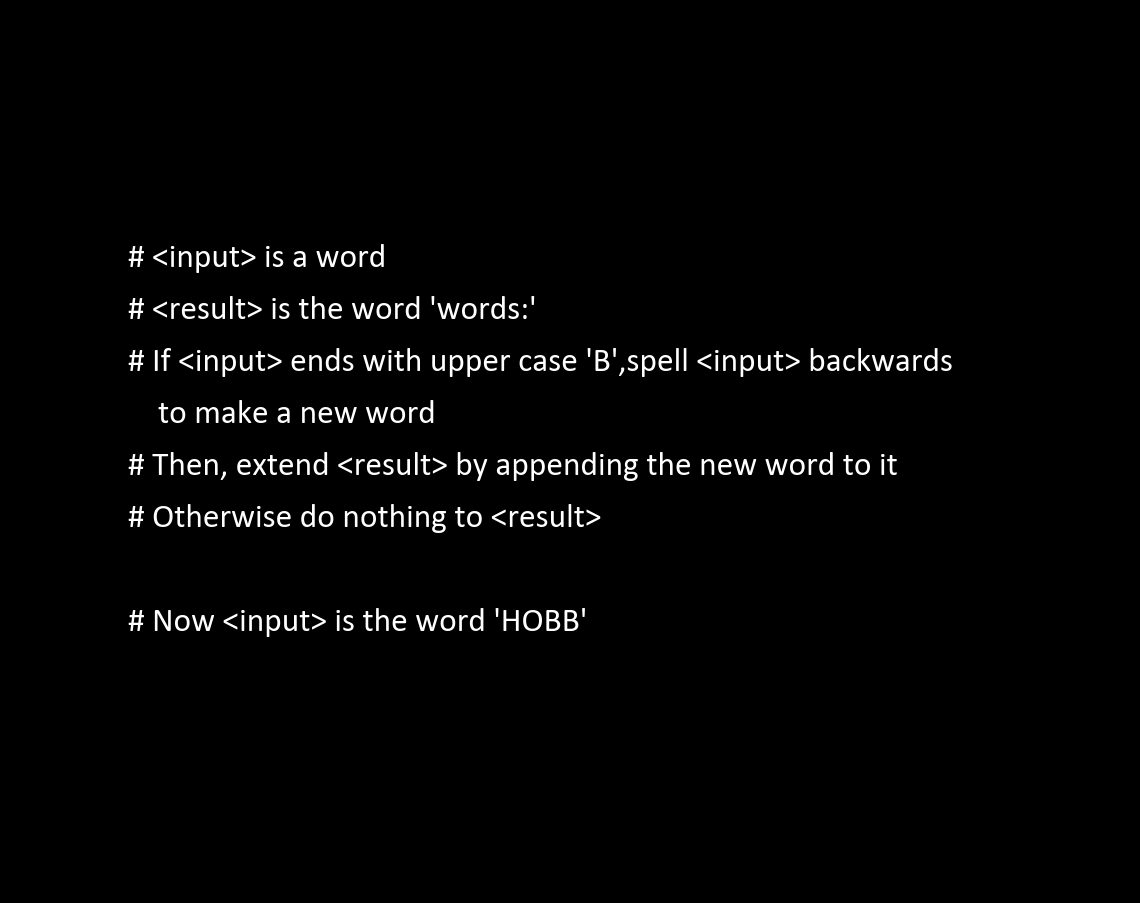 # <input> is a word
# <result> is the word 'words:'
# If <input> ends with upper case 'B',spell <input> backwards
to make a new word
# Then, extend <result> by appending the new word to it
# Otherwise do nothing to <result>
# Now <input> is the word 'HOBB'